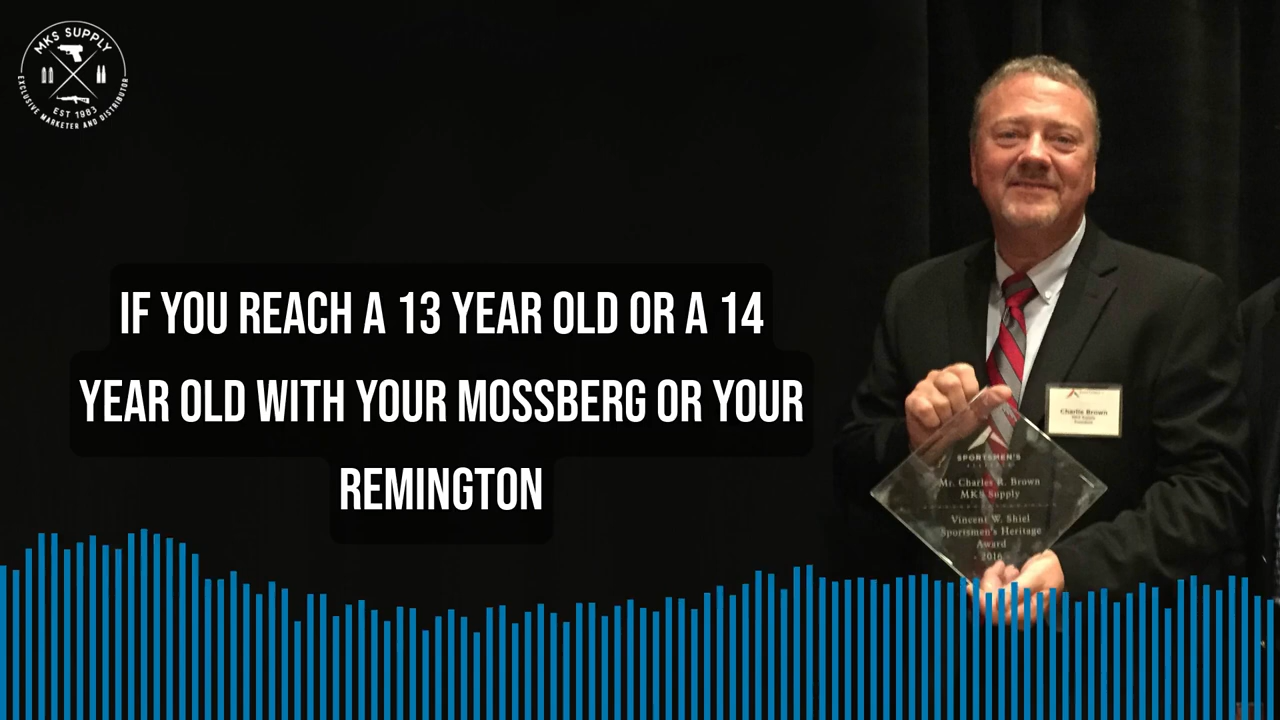 MKS SUPPLY
EST 1983
EXCLUSIVE MARKETER AND DISTRIBUTOR
IF YOU REACH A 13 YEAR OLD OR A 14
YEAR OLD WITH YOUR MOSSBERG OR YOUR
REMINGTON
Charlie Brown
SPORTSMEN'S
Mr. Charles R. Brown
MKS Supply
Vincent W. Shiel
Sportsmen's Heritage
Award
- 2016 -